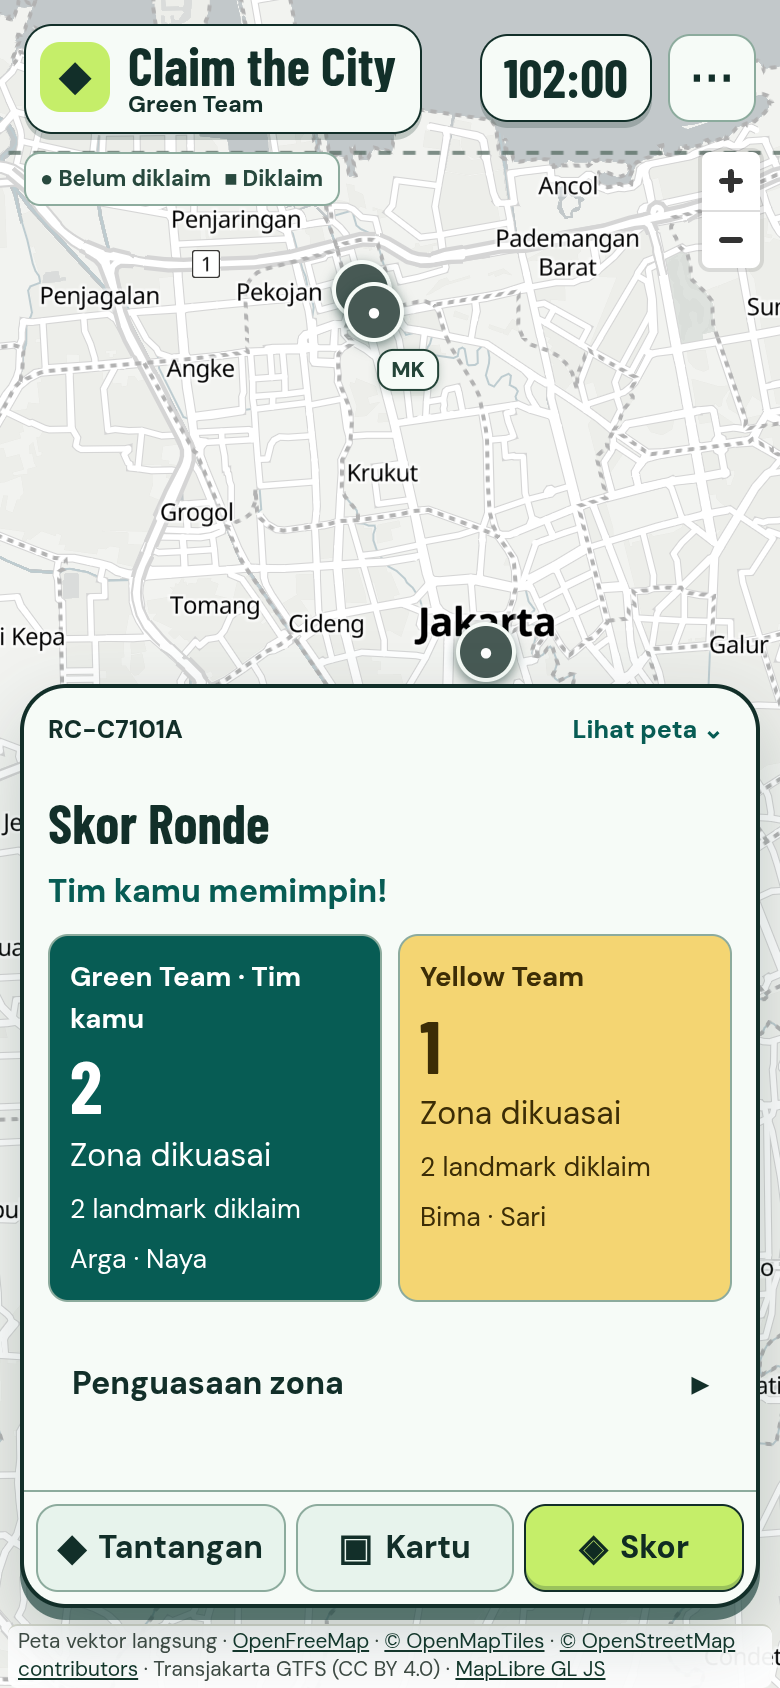 Claim the City
Green Team
102:00
...
● Belum diklaim ■ Diklaim
Ancol
Penjaringan
Pademangan
Barat
1
Penjagalan
Pekojan
Angke
MK
Krukut
Grogol
Tomang
Cideng
Jakarta
i Kepa
Galur
RC-C7101A
Lihat peta
Skor Ronde
Tim kamu memimpin!
Green Team · Tim
kamu
2
Zona dikuasai
2 landmark diklaim
Arga · Naya
Yellow Team
1
Zona dikuasai
2 landmark diklaim
Bima · Sari
Penguasaan zona
Tantangan
Kartu
Skor
Peta vektor langsung · OpenFreeMap · © OpenMapTiles · © OpenStreetMap
contributors · Transjakarta GTFS (CC BY 4.0) · MapLibre GL JS